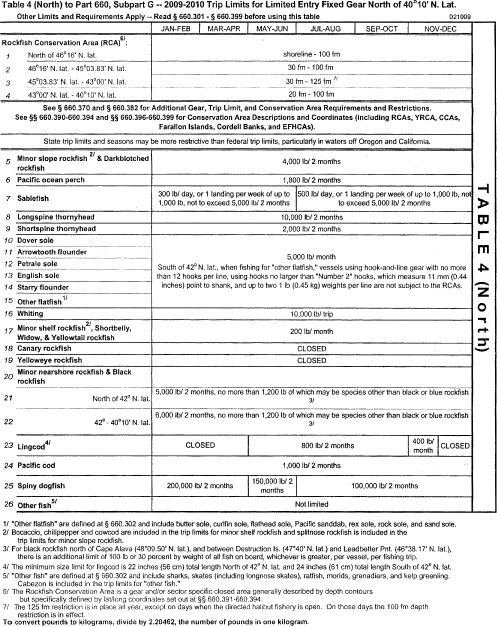 Table 4 (North) to Part 660, Subpart G -- 2009-2010 Trip Limits for Limited Entry Fixed Gear North of 40°10' N. Lat.
Other Limits and Requirements Apply -- Read § 660.301 - § 660.399 before using this table
021009
JAN-FEB MAR-APR MAY-JUN JUL-AUG SEP-OCT NOV-DEC
Rockfish Conservation Area (RCA)6/:
1 North of 46°16' N. lat. shoreline - 100 fm
2 46°16' N. lat. - 45°03.83' N. lat. 30 fm - 100 fm
3 45°03.83' N. lat. - 43°00' N. lat. 30 fm - 125 fm 7/
4 43°00' N. lat. - 40°10' N. lat. 20 fm - 100 fm
See § 660.370 and § 660.382 for Additional Gear, Trip Limit, and Conservation Area Requirements and Restrictions.
See §§ 660.390-660.394 and §§ 660.396-660.399 for Conservation Area Descriptions and Coordinates (including RCAs, YRCA, CCAs,
Farallon Islands, Cordell Banks, and EFHCAs).
State trip limits and seasons may be more restrictive than federal trip limits, particularly in waters off Oregon and California.
5 Minor slope rockfish 2/ & Darkblotched
rockfish
4,000 lb/ 2 months
6 Pacific ocean perch 1,800 lb/ 2 months
7 Sablefish
300 lb/ day, or 1 landing per week of up to
1,000 lb, not to exceed 5,000 lb/ 2 months
500 lb/ day, or 1 landing per week of up to 1,000 lb, not
to exceed 5,000 lb/ 2 months
8 Longspine thornyhead 10,000 lb/ 2 months
9 Shortspine thornyhead 2,000 lb/ 2 months
10 Dover sole
11 Arrowtooth flounder
12 Petrale sole
13 English sole
14 Starry flounder
15 Other flatfish1/
5,000 lb/ month
South of 42° N. lat., when fishing for "other flatfish," vessels using hook-and-line gear with no more
than 12 hooks per line, using hooks no larger than "Number 2" hooks, which measure 11 mm (0.44
inches) point to shank, and up to two 1 lb (0.45 kg) weights per line are not subject to the RCAs.
16 Whiting 10,000 lb/ trip
17 Minor shelf rockfish2/, Shortbelly,
Widow, & Yellowtail rockfish
200 lb/ month
18 Canary rockfish CLOSED
19 Yelloweye rockfish CLOSED
20 Minor nearshore rockfish & Black
rockfish
21 North of 42° N. lat.
5,000 lb/ 2 months, no more than 1,200 lb of which may be species other than black or blue rockfish
3/
22 42° - 40°10' N. lat.
6,000 lb/ 2 months, no more than 1,200 lb of which may be species other than black or blue rockfish
3/
23 Lingcod4/ CLOSED 800 lb/ 2 months 400 lb/ month CLOSED
24 Pacific cod 1,000 lb/ 2 months
25 Spiny dogfish 200,000 lb/ 2 months 150,000 lb/ 2 months 100,000 lb/ 2 months
26 Other fish5/ Not limited
TABLE 4 (North)
1/ "Other flatfish" are defined at § 660.302 and include butter sole, curlfin sole, flathead sole, Pacific sanddab, rex sole, rock sole, and sand sole.
2/ Bocaccio, chilipepper and cowcod are included in the trip limits for minor shelf rockfish and splitnose rockfish is included in the
trip limits for minor slope rockfish.
3/ For black rockfish north of Cape Alava (48°09.50' N. lat.), and between Destruction Is. (47°40' N. lat.) and Leadbetter Pnt. (46°38.17' N. lat.),
there is an additional limit of 100 lb or 30 percent by weight of all fish on board, whichever is greater, per vessel, per fishing trip.
4/ The minimum size limit for lingcod is 22 inches (56 cm) total length North of 42° N. lat. and 24 inches (61 cm) total length South of 42° N. lat.
5/ "Other fish" are defined at § 660.302 and include sharks, skates (including longnose skates), ratfish, morids, grenadiers, and kelp greenling.
Cabezon is included in the trip limits for "other fish."
6/ The Rockfish Conservation Area is a gear and/or sector specific closed area generally described by depth contours
but specifically defined by lat/long coordinates set out at §§ 660.391-660.394.
7/ The 125 fm restriction is in place all year, except on days when the directed halibut fishery is open. On those days the 100 fm depth
restriction is in effect.
To convert pounds to kilograms, divide by 2.20462, the number of pounds in one kilogram.